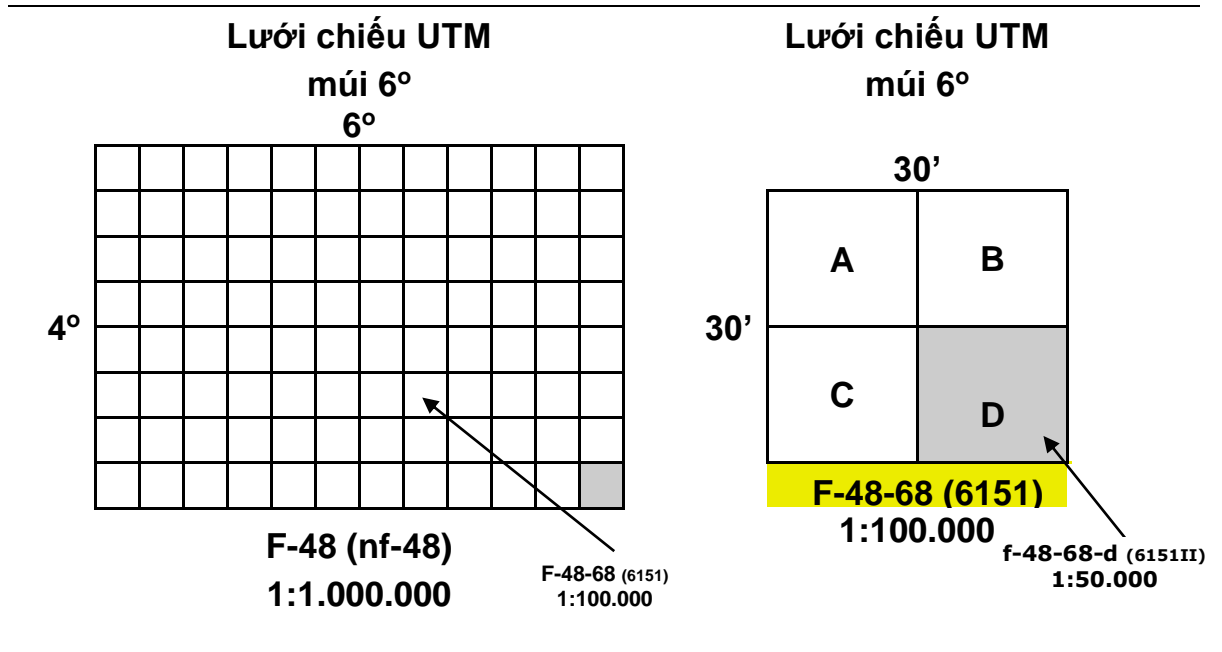 Lưới chiếu UTM
múi 6º
6º
4º
F-48 (nf-48)
1:1.000.000
F-48-68 (6151)
1:100.000
Lưới chiếu UTM
múi 6º
30’
30’
A
B
C
D
F-48-68 (6151)
1:100.000
f-48-68-d (6151II)
1:50.000